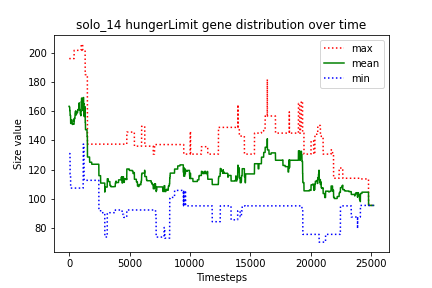 solo_14 hungerLimit gene distribution over time
max
mean
min
Size value
200
180
160
140
120
100
80
0
5000
10000
15000
20000
25000
Timesteps